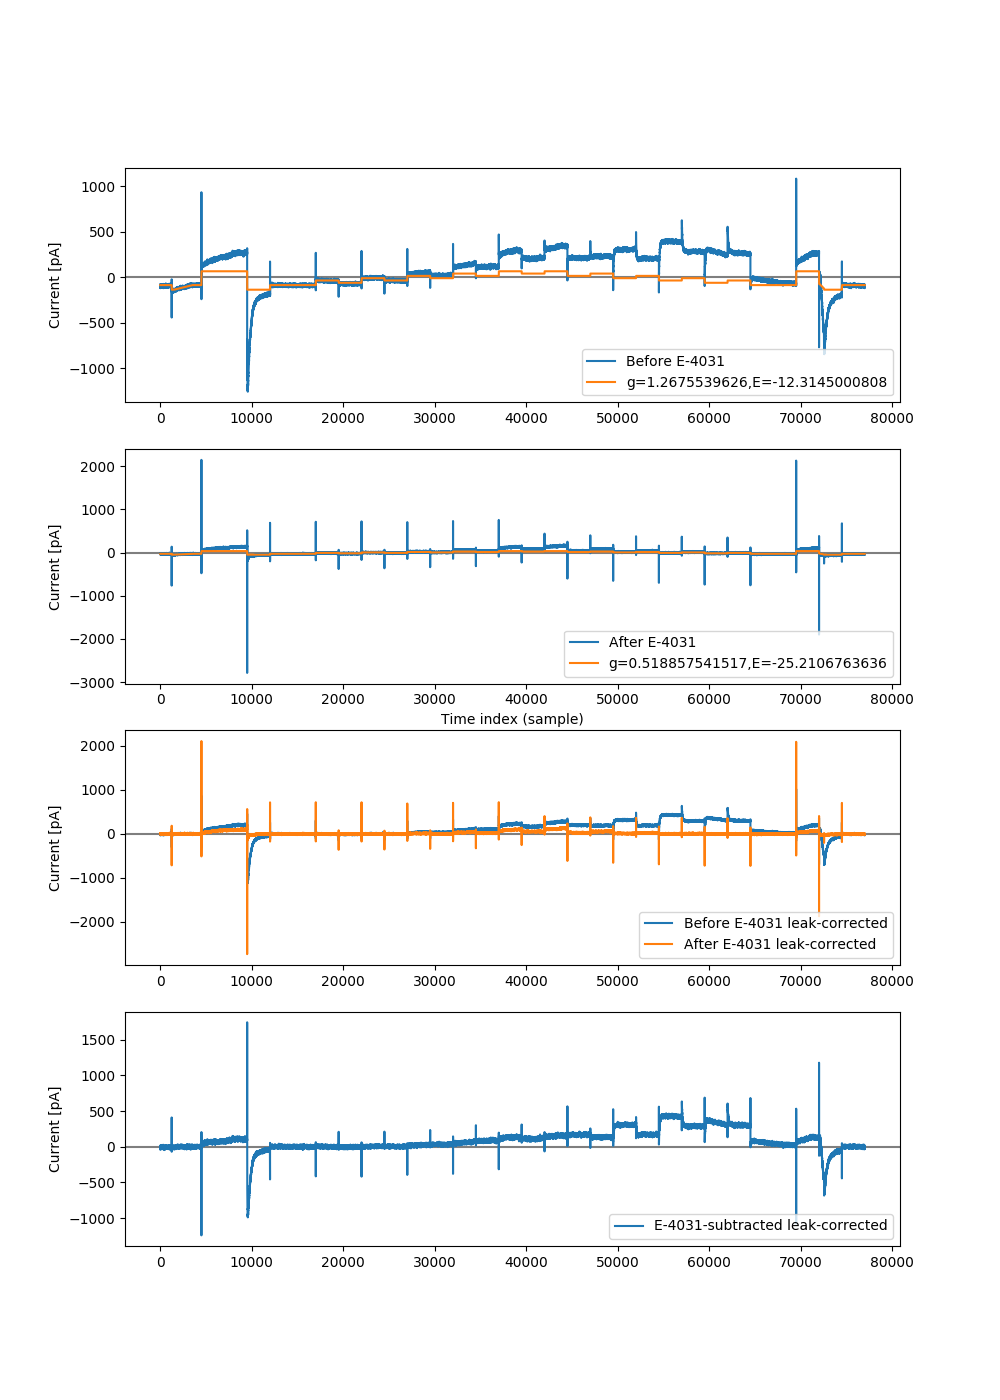 1000
500
0
−500
−1000
Current [pA]
Before E-4031
g=1.2675539626,E=-12.3145000808
0 10000 20000 30000 40000 50000 60000 70000 80000
2000
1000
0
−1000
−2000
−3000
Current [pA]
After E-4031
g=0.518857541517,E=-25.2106763636
0 10000 20000 30000 40000 50000 60000 70000 80000
Time index (sample)
2000
1000
0
−1000
−2000
Current [pA]
Before E-4031 leak-corrected
After E-4031 leak-corrected
0 10000 20000 30000 40000 50000 60000 70000 80000
1500
1000
500
0
−500
−1000
Current [pA]
E-4031-subtracted leak-corrected
0 10000 20000 30000 40000 50000 60000 70000 80000